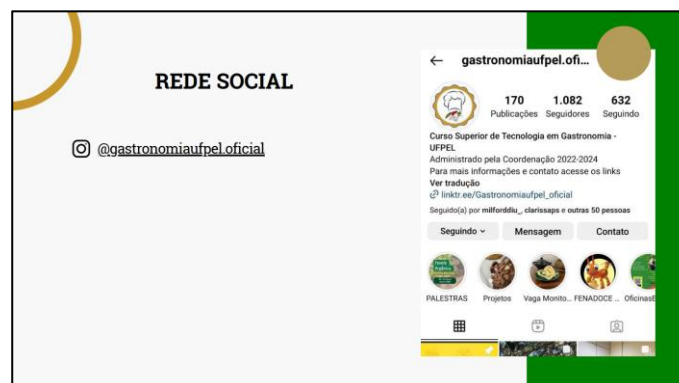 REDE SOCIAL
@gastronomiaufpel.oficial
gastronomiaufpel.ofi...
170 1.082 632
Publicações Seguidores Seguindo
Curso Superior de Tecnologia em Gastronomia -
UFPEL
Administrado pela Coordenação 2022-2024
Para mais informações e contato acesse os links
Ver tradução
linktr.ee/Gastronomiaufpel_oficial
Seguido(a) por milforddiu_, clarissaps e outras 50 pessoas
Seguindo Mensagem Contato
PALESTRAS Projetos Vaga Monito... FENADOCE ... OficinasE